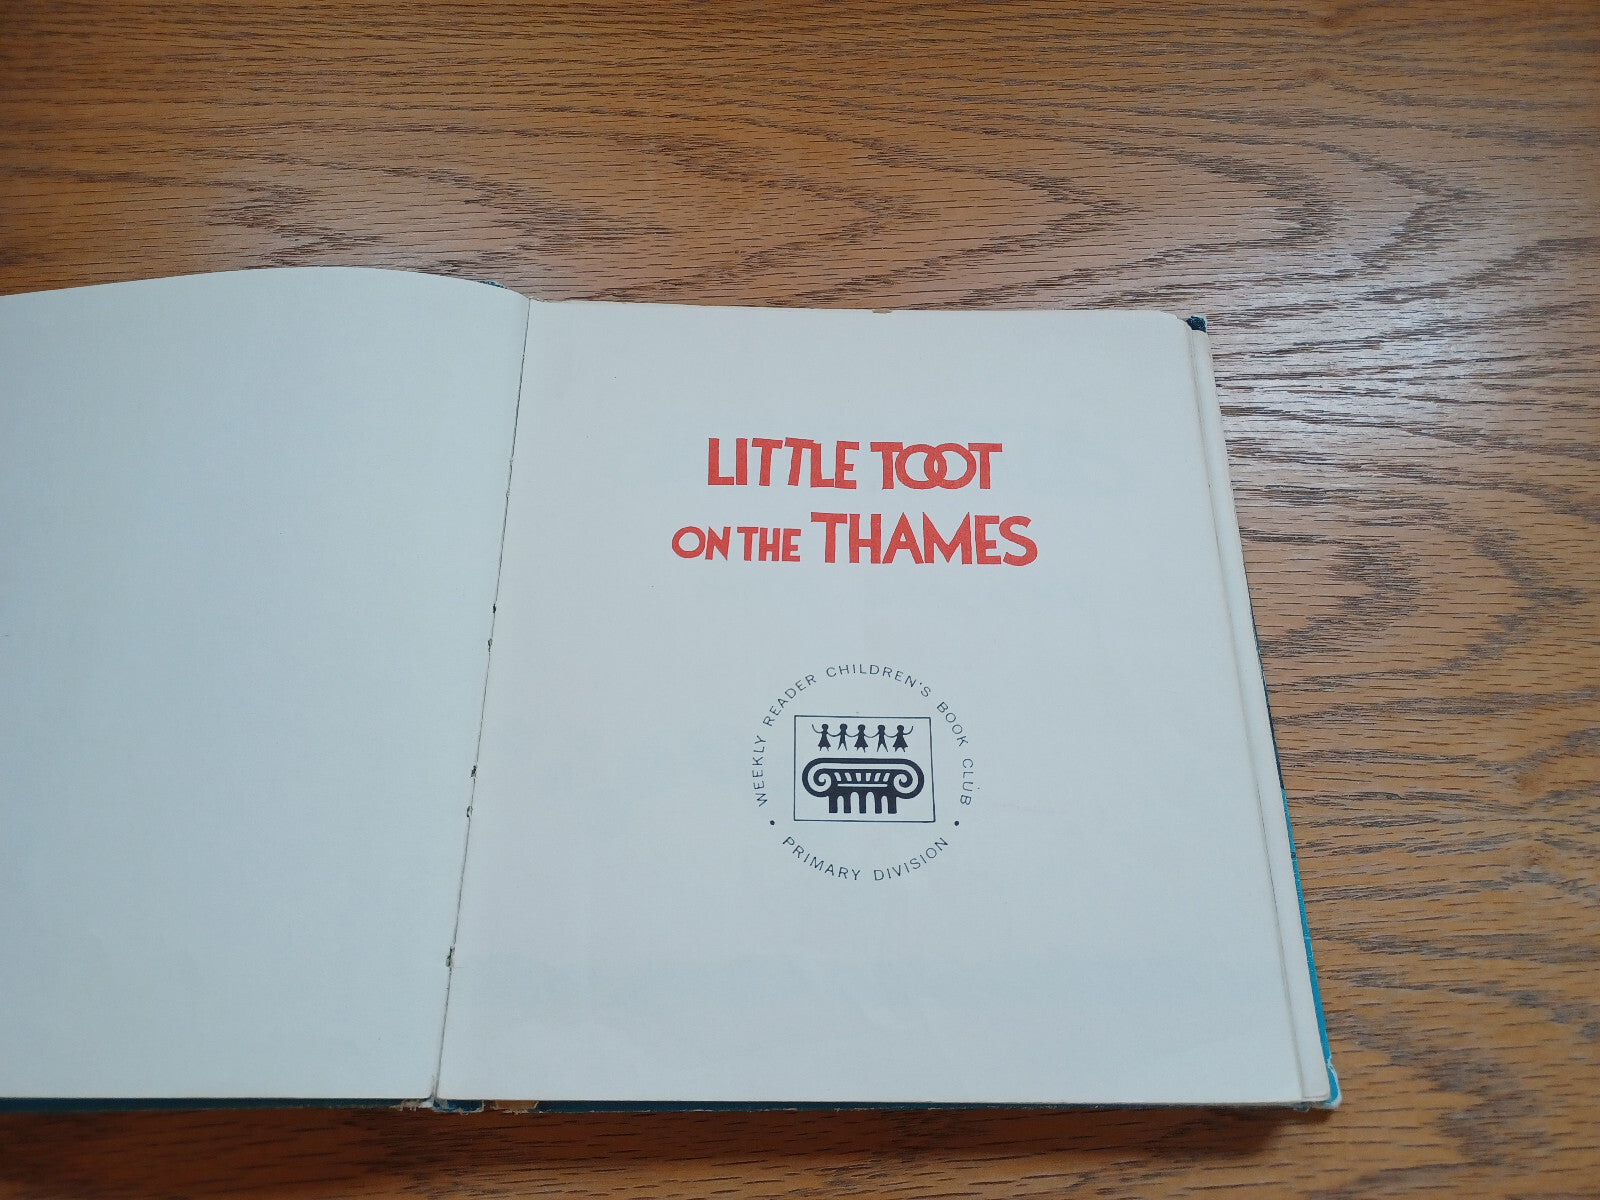 LITTLE TOOT
ON THE THAMES
WEEKLY READER CHILDREN'S BOOK CLUB
• PRIMARY DIVISION •